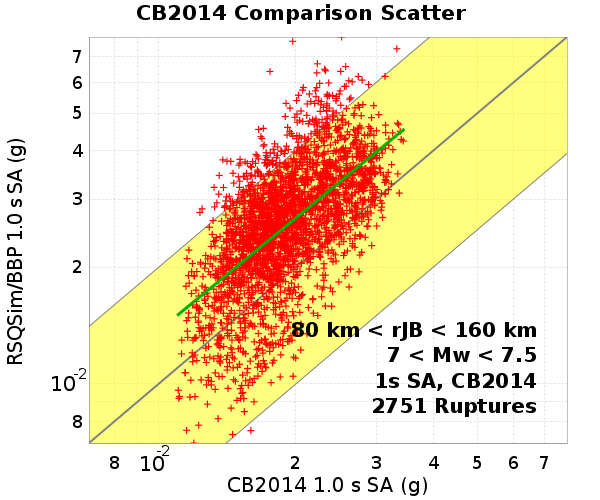 CB2014 Comparison Scatter
RSQSim/BBP 1.0 s SA (g)
7
6
5
4
3
2
10-2
8
80 km < rJB < 160 km
7 < Mw < 7.5
1s SA, CB2014
2751 Ruptures
8 10-2 2 3 4 5 6 7
CB2014 1.0 s SA (g)